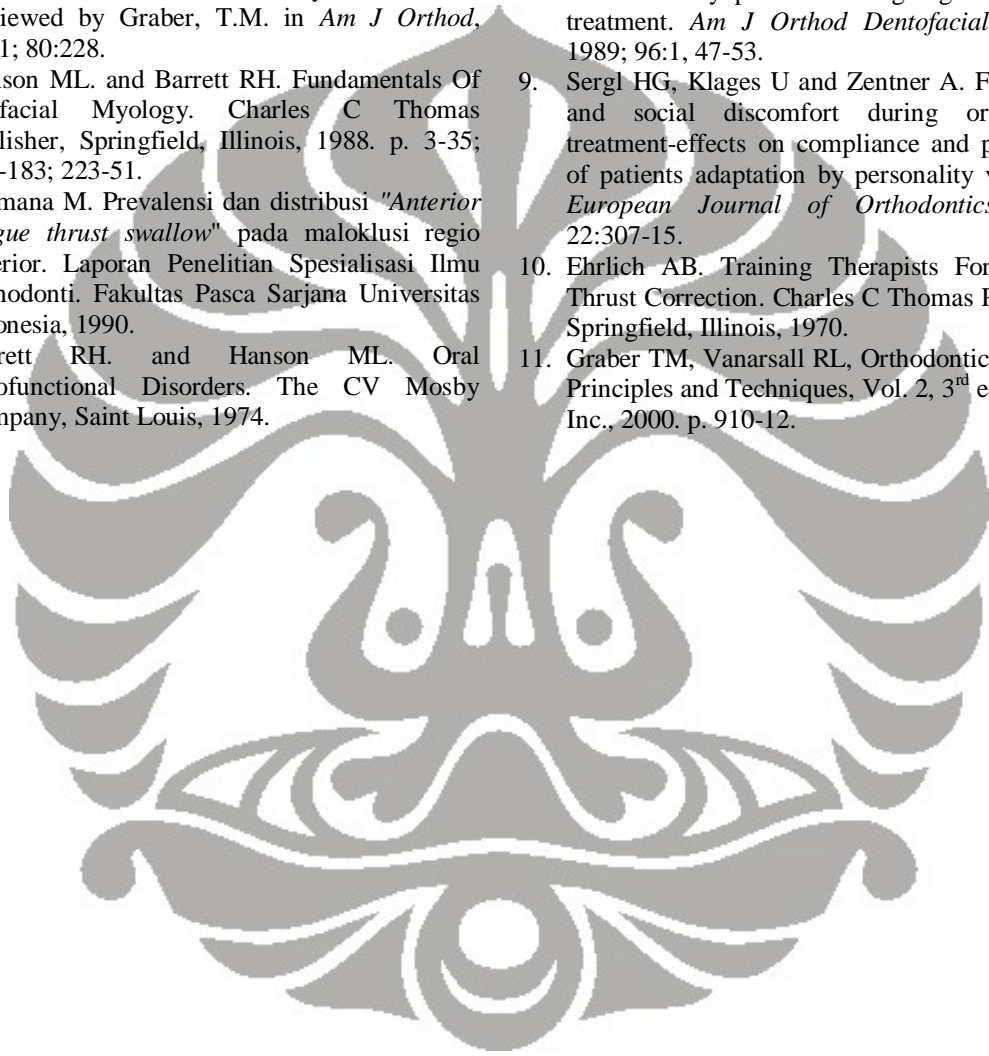 viewed by Graber, T.M. in Am J Orthod,
1; 80:228.
nson ML. and Barrett RH. Fundamentals Of
facial Myology. Charles C Thomas
lisher, Springfield, Illinois, 1988. p. 3-35;
-183; 223-51.
mana M. Prevalensi dan distribusi "Anterior
gue thrust swallow" pada maloklusi regio
erior. Laporan Penelitian Spesialisasi Ilmu
hodonti. Fakultas Pasca Sarjana Universitas
onesia, 1990.
rett RH. and Hanson ML. Oral
ofunctional Disorders. The CV Mosby
mpany, Saint Louis, 1974.
treatment. Am J Orthod Dentofacial
1989; 96:1, 47-53.
9. Sergl HG, Klages U and Zentner A. F
and social discomfort during or
treatment-effects on compliance and p
of patients adaptation by personality v
European Journal of Orthodontics
22:307-15.
10. Ehrlich AB. Training Therapists For
Thrust Correction. Charles C Thomas P
Springfield, Illinois, 1970.
11. Graber TM, Vanarsall RL, Orthodontic
Principles and Techniques, Vol. 2, 3rd e
Inc., 2000. p. 910-12.